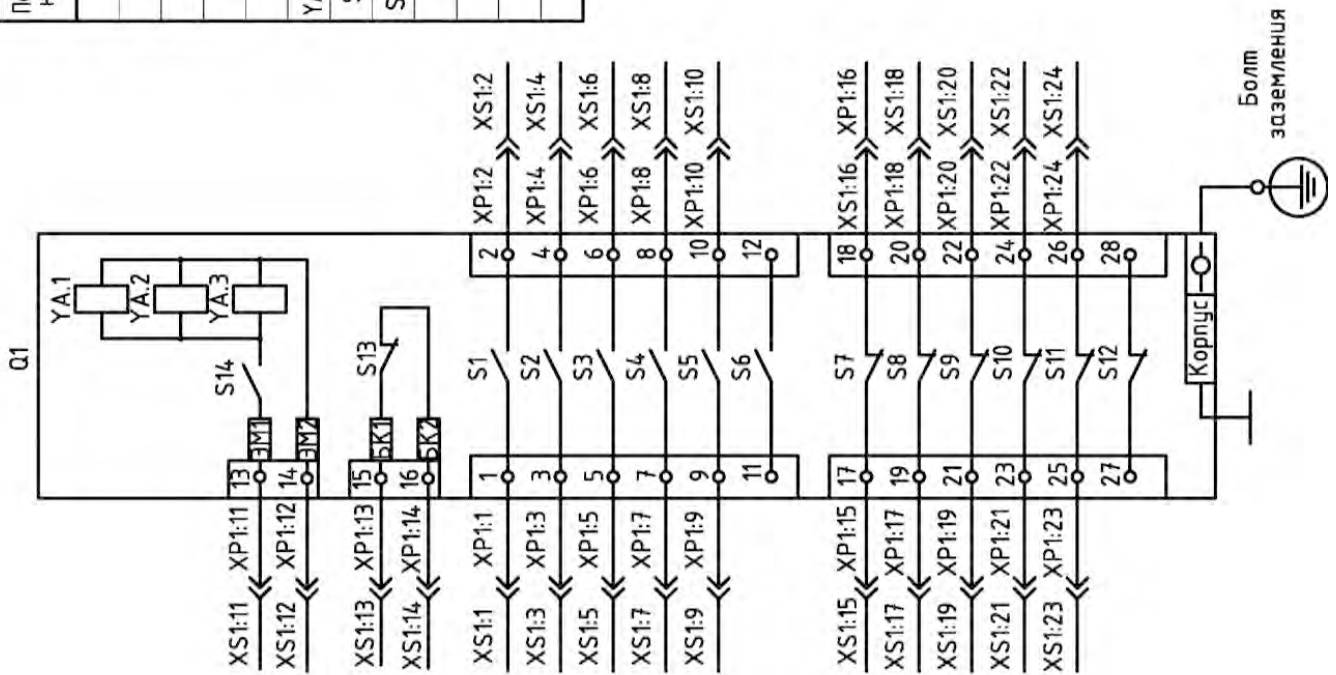 Q1
YA.1
YA.2
YA.3
S14
13
ЭМ1
14
ЭМ2
XS1:11 XP1:11
XS1:12 XP1:12
S13
15
БК1
16
БК2
XS1:13 XP1:13
XS1:14 XP1:14
XS1:1 XP1:1 1 S1 2 XP1:2 XS1:2
XS1:3 XP1:3 3 S2 4 XP1:4 XS1:4
XS1:5 XP1:5 5 S3 6 XP1:6 XS1:6
XS1:7 XP1:7 7 S4 8 XP1:8 XS1:8
XS1:9 XP1:9 9 S5 10 XP1:10 XS1:10
11 S6 12
XS1:15 XP1:15 17 S7 18 XS1:16 XP1:16
XS1:17 XP1:17 19 S8 20 XP1:18 XS1:18
XS1:19 XP1:19 21 S9 22 XP1:20 XS1:20
XS1:21 XP1:21 23 S10 24 XP1:22 XS1:22
XS1:23 XP1:23 25 S11 26 XP1:24 XS1:24
27 S12 28
Корпус
Болт
заземления